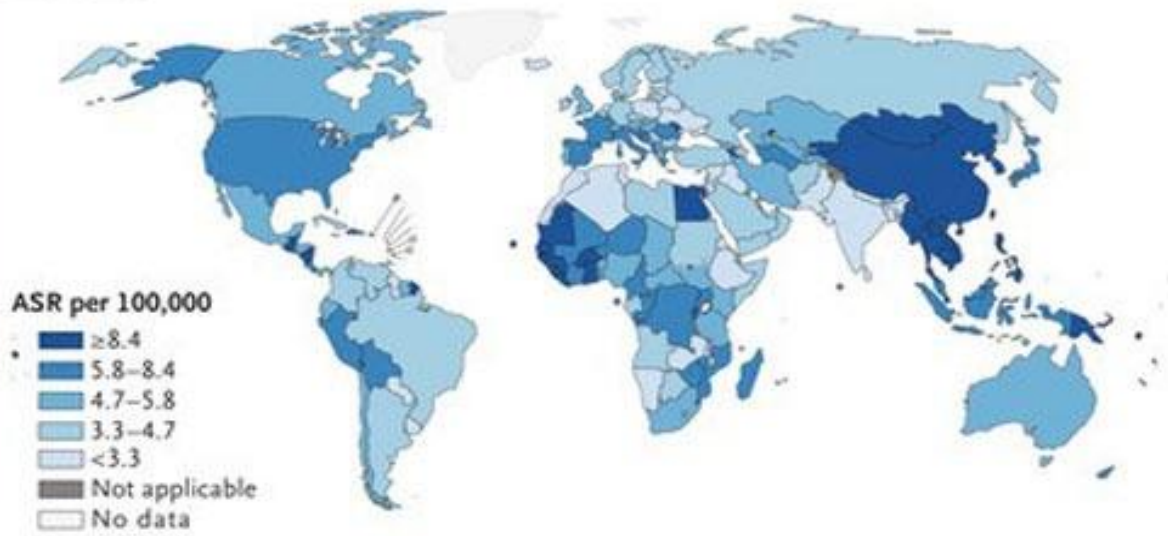 ASR per 100,000
≥8.4
5.8–8.4
4.7–5.8
3.3–4.7
<3.3
Not applicable
No data